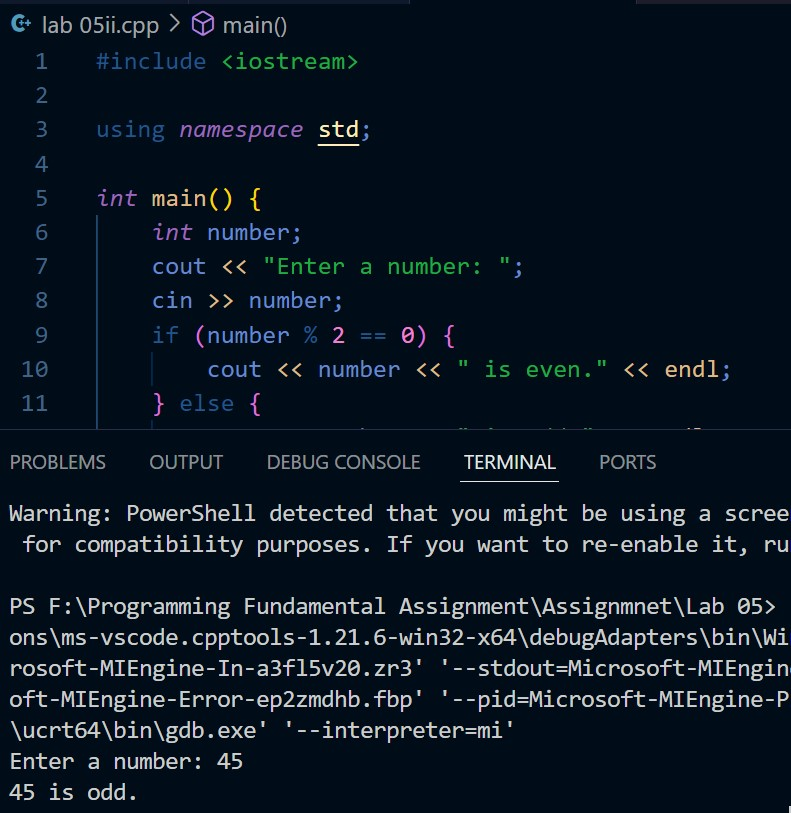 lab 05ii.cpp > main()
1 #include <iostream>
2
3 using namespace std;
4
5 int main() {
6 int number;
7 cout << "Enter a number: ";
8 cin >> number;
9 if (number % 2 == 0) {
10 cout << number << " is even." << endl;
11 } else {
PROBLEMS OUTPUT DEBUG CONSOLE TERMINAL PORTS
Warning: PowerShell detected that you might be using a scree
for compatibility purposes. If you want to re-enable it, ru
PS F:\Programming Fundamental Assignment\Assignmnet\Lab 05>
ons\ms-vscode.cpptools-1.21.6-win32-x64\debugAdapters\bin\Wi
rosoft-MIEngine-In-a3fl5v20.zr3' '--stdout=Microsoft-MIEngin
oft-MIEngine-Error-ep2zmdhb.fbp' '--pid=Microsoft-MIEngine-P
\ucrt64\bin\gdb.exe' '--interpreter=mi'
Enter a number: 45
45 is odd.